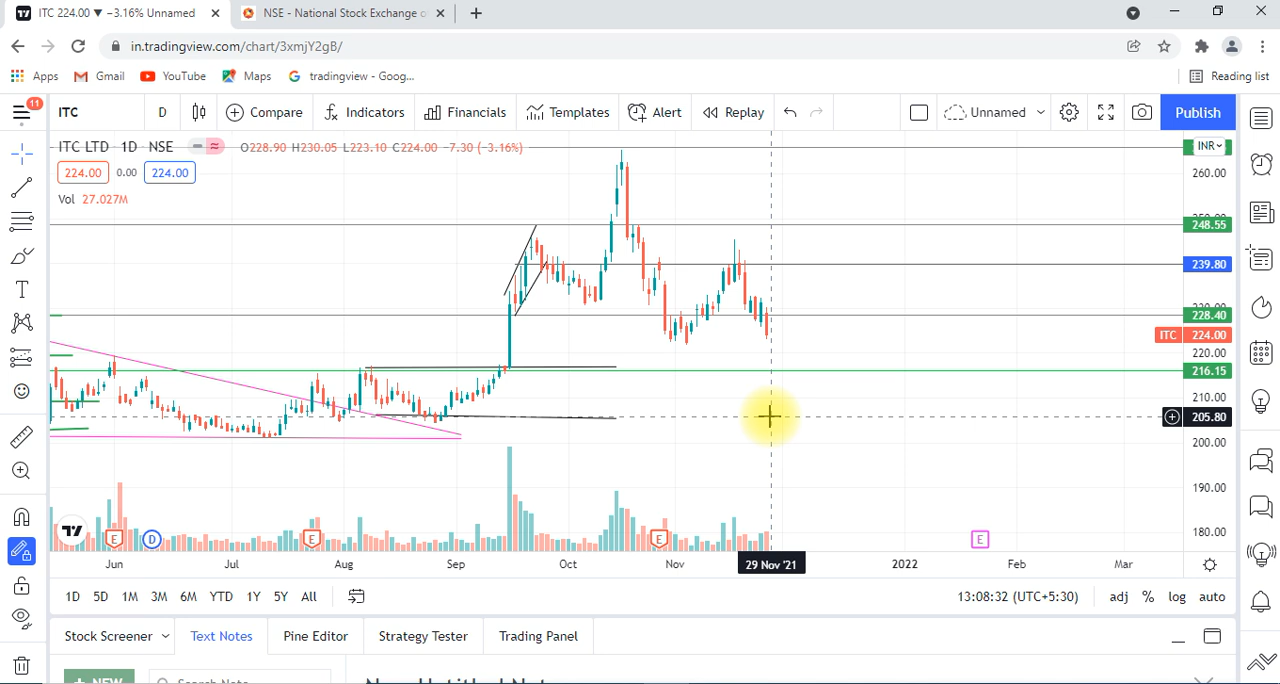 ITC 224.00 ▼ −3.16% Unnamed
NSE - National Stock Exchange o
in.tradingview.com/chart/3xmjY2gB/
Apps Gmail YouTube Maps tradingview - Goog...
Reading list
11
ITC D Compare Indicators Financials Templates Alert Replay Unnamed Publish
ITC LTD 1D NSE O228.90 H230.05 L223.10 C224.00 −7.30 (−3.16%)
INR
224.00 0.00 224.00
260.00
Vol 27.027M
248.55
239.80
228.40
ITC 224.00
220.00
216.15
210.00
205.80
200.00
190.00
180.00
E D E E E
Jun Jul Aug Sep Oct Nov 29 Nov '21 2022 Feb Mar
1D 5D 1M 3M 6M YTD 1Y 5Y All
13:08:32 (UTC+5:30) adj % log auto
Stock Screener Text Notes Pine Editor Strategy Tester Trading Panel